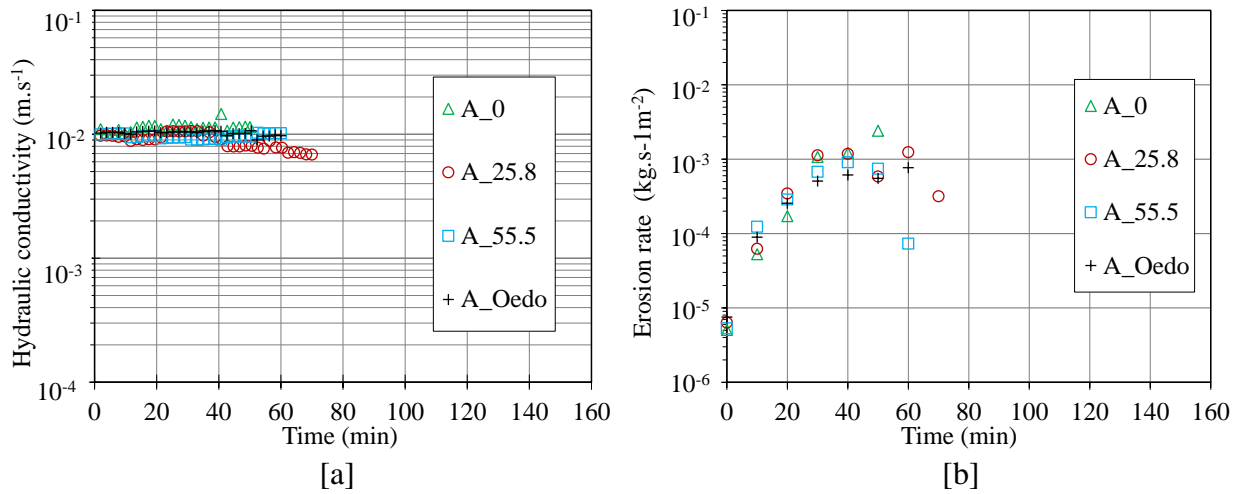 10⁻¹
10⁻²
10⁻³
10⁻⁴
Hydraulic conductivity (m.s⁻¹)
0 20 40 60 80 100 120 140 160
Time (min)
A_0
A_25.8
A_55.5
A_Oedo
[a]
10⁻¹
10⁻²
10⁻³
10⁻⁴
10⁻⁵
10⁻⁶
Erosion rate (kg.s-1m⁻²)
0 20 40 60 80 100 120 140 160
Time (min)
A_0
A_25.8
A_55.5
A_Oedo
[b]